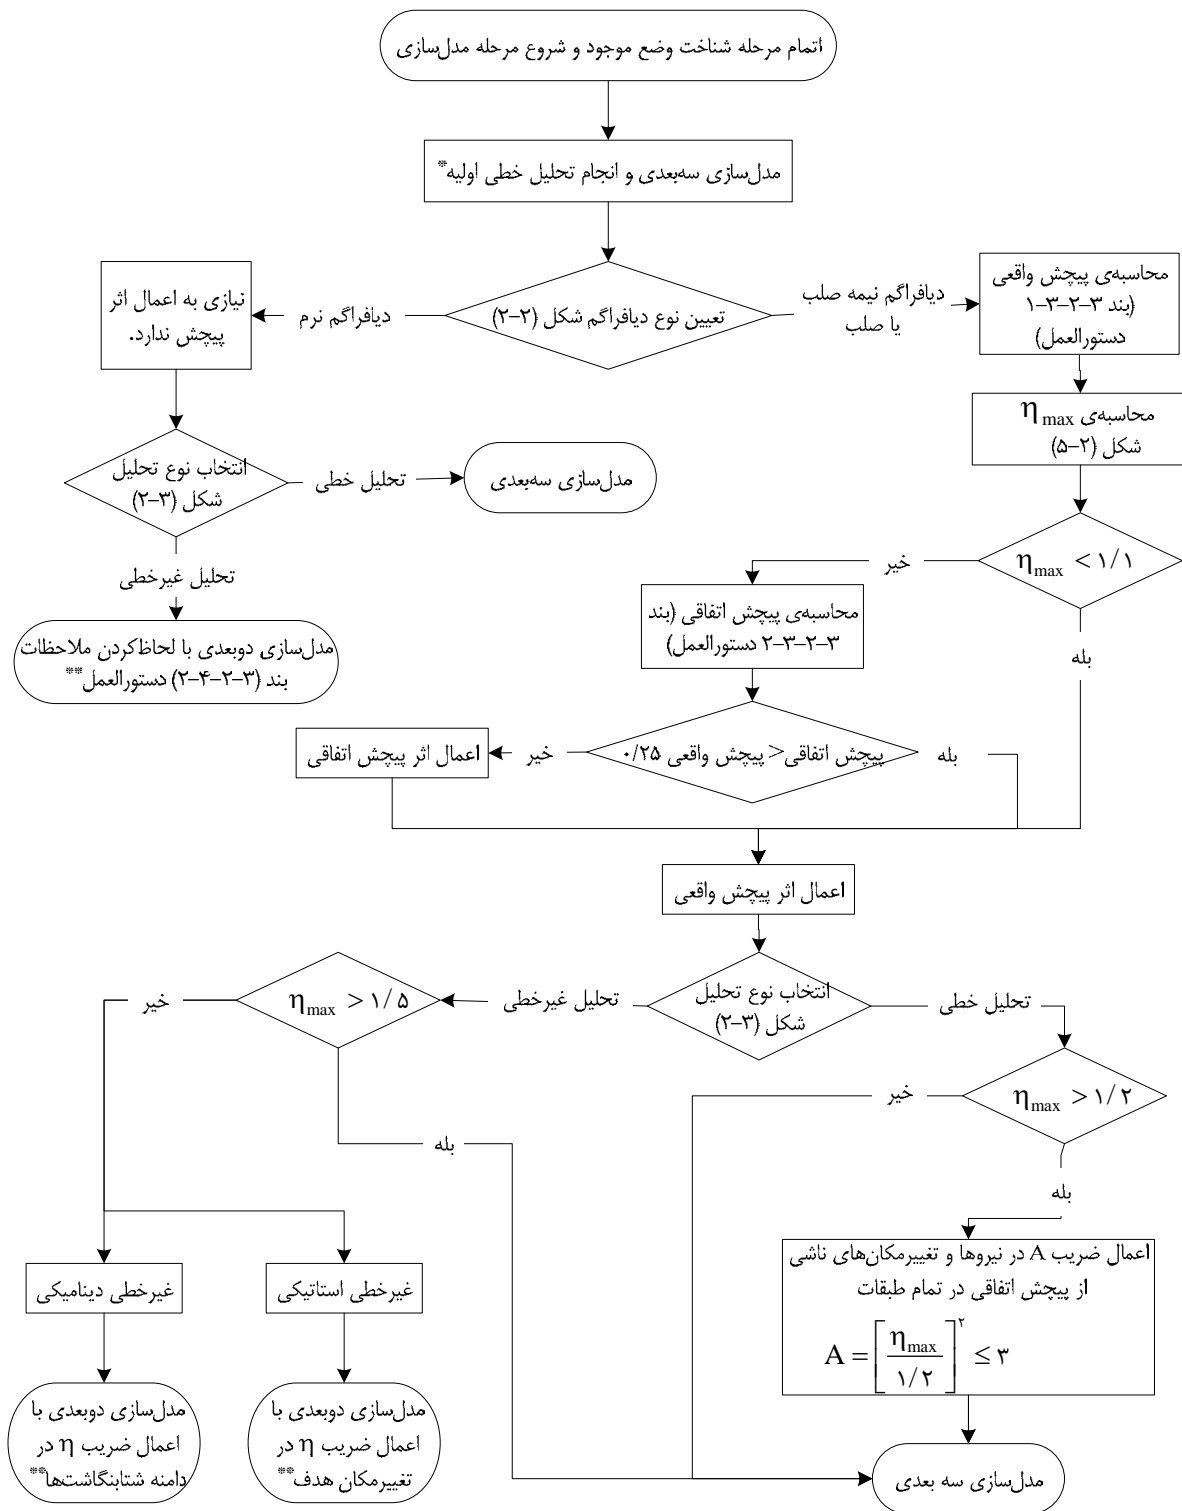 اتمام مرحله شناخت وضع موجود و شروع مرحله مدل‌سازی
مدل‌سازی سه‌بعدی و انجام تحلیل خطی اولیه*
تعیین نوع دیافراگم شکل (۲-۲)
دیافراگم نیمه صلب
یا صلب
دیافراگم نرم
محاسبه‌ی پیچش واقعی
(بند ۳-۲-۳-۱
دستورالعمل)
نیازی به اعمال اثر
پیچش ندارد.
محاسبه‌ی η max
شکل (۲-۵)
انتخاب نوع تحلیل
شکل (۲-۳)
تحلیل خطی
مدل‌سازی سه‌بعدی
تحلیل غیرخطی
مدل‌سازی دوبعدی با لحاظ‌کردن ملاحظات
بند (۳-۲-۴-۲) دستورالعمل**
η max < ۱/۱
خیر
بله
محاسبه‌ی پیچش اتفاقی (بند
۳-۲-۳-۲ دستورالعمل)
پیچش اتفاقی> پیچش واقعی ۰/۲۵
بله
خیر
اعمال اثر پیچش اتفاقی
اعمال اثر پیچش واقعی
انتخاب نوع تحلیل
شکل (۲-۳)
تحلیل خطی
تحلیل غیرخطی
η max > ۱/۵
خیر
بله
η max > ۱/۲
خیر
بله
اعمال ضریب A در نیروها و تغییرمکان‌های ناشی
از پیچش اتفاقی در تمام طبقات
A = [η max / ۱/۲]^۲ ≤ ۳
غیرخطی استاتیکی
غیرخطی دینامیکی
مدل‌سازی دوبعدی با
اعمال ضریب η در
تغییرمکان هدف**
مدل‌سازی دوبعدی با
اعمال ضریب η در
دامنه شتابنگاشت‌ها**
مدل‌سازی سه بعدی